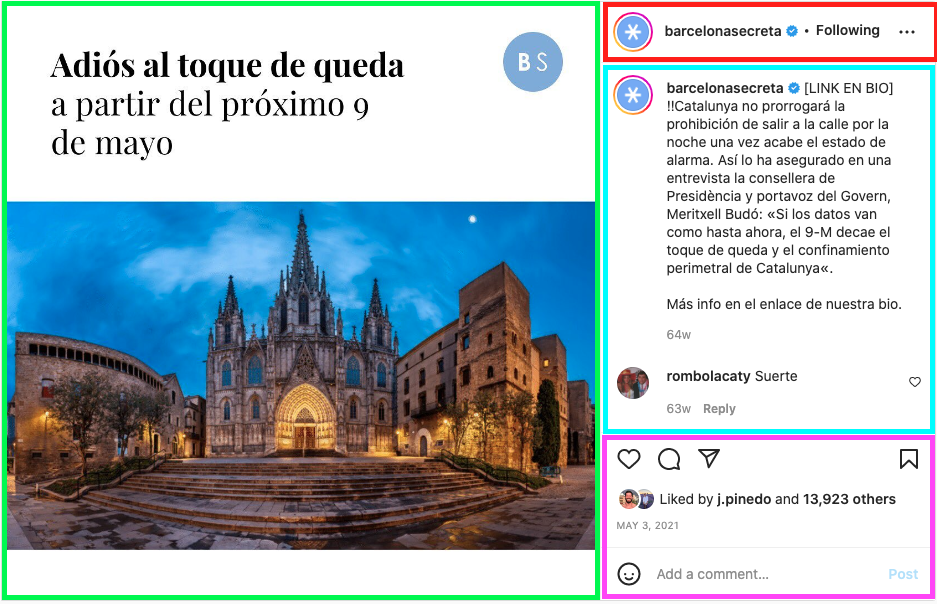 Adiós al toque de queda
a partir del próximo 9
de mayo
BS
barcelonasecreta • Following
barcelonasecreta [LINK EN BIO]
!!Catalunya no prorrogará la
prohibición de salir a la calle por la
noche una vez acabe el estado de
alarma. Así lo ha asegurado en una
entrevista la consellera de
Presidència y portavoz del Govern,
Meritxell Budó: «Si los datos van
como hasta ahora, el 9-M decae el
toque de queda y el confinamiento
perimetral de Catalunya«.
Más info en el enlace de nuestra bio.
64w
rombolacaty Suerte
63w Reply
Liked by j.pinedo and 13,923 others
MAY 3, 2021
Add a comment...
Post